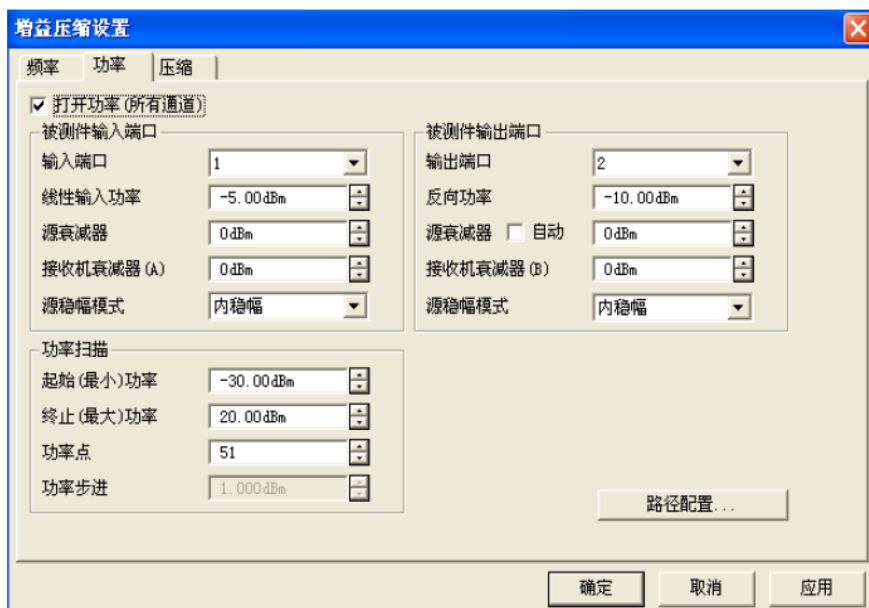 增益压缩设置
频率 功率 压缩
打开功率(所有通道)
被测件输入端口
输入端口 1
线性输入功率 -5.00dBm
源衰减器 0dBm
接收机衰减器(A) 0dBm
源稳幅模式 内稳幅
被测件输出端口
输出端口 2
反向功率 -10.00dBm
源衰减器 自动 0dBm
接收机衰减器(B) 0dBm
源稳幅模式 内稳幅
功率扫描
起始(最小)功率 -30.00dBm
终止(最大)功率 20.00dBm
功率点 51
功率步进 1.000dBm
路径配置...
确定 取消 应用